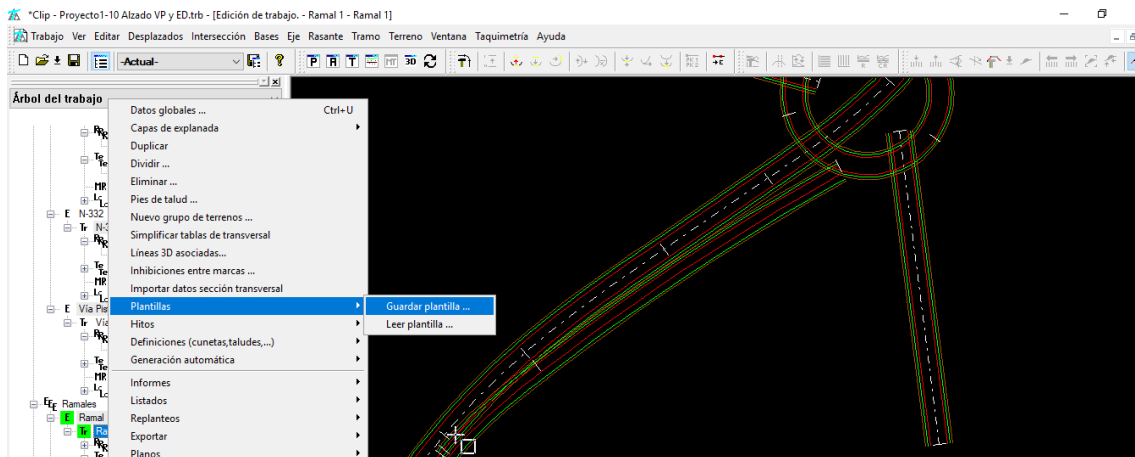 *Clip - Proyecto1-10 Alzado VP y ED.trb - [Edición de trabajo. - Ramal 1 - Ramal 1]
Trabajo Ver Editar Desplazados Intersección Bases Eje Rasante Tramo Terreno Ventana Taquimetría Ayuda
-Actual-
P R T 3D
Árbol del trabajo
Datos globales ... Ctrl+U
Capas de explanada
Duplicar
Dividir ...
Eliminar ...
Pies de talud ...
Nuevo grupo de terrenos ...
Simplificar tablas de transversal
Líneas 3D asociadas...
Inhibiciones entre marcas ...
Importar datos sección transversal
Plantillas
Guardar plantilla ...
Hitos
Leer plantilla ...
Definiciones (cunetas,taludes,...)
Generación automática
Informes
Listados
Replanteos
Exportar
Planos
E N-332
Tr
E Vía
Tr
Ramales
E Ramal
Tr